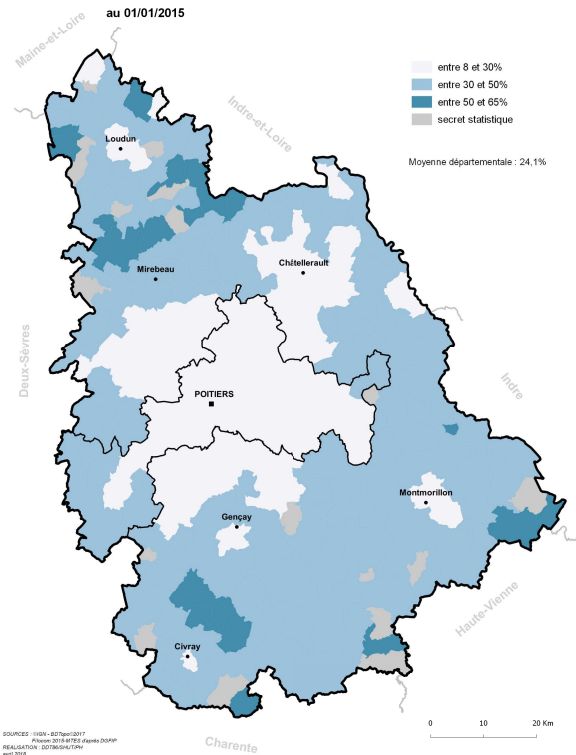 au 01/01/2015
Maine-et-Loire
Indre-et-Loire
entre 8 et 30%
entre 30 et 50%
entre 50 et 65%
secret statistique
Moyenne départementale : 24,1%
Loudun
Mirebeau
Châtellerault
Deux-Sèvres
Indre
POITIERS
Montmorillon
Gençay
Haute-Vienne
Civray
Charente
0 10 20 Km
SOURCES : ©IGN - BDTopo©2017
Filocom 2015-MTES d'après DGFIP
REALISATION : DDT86/SHUT/PH
avril 2018